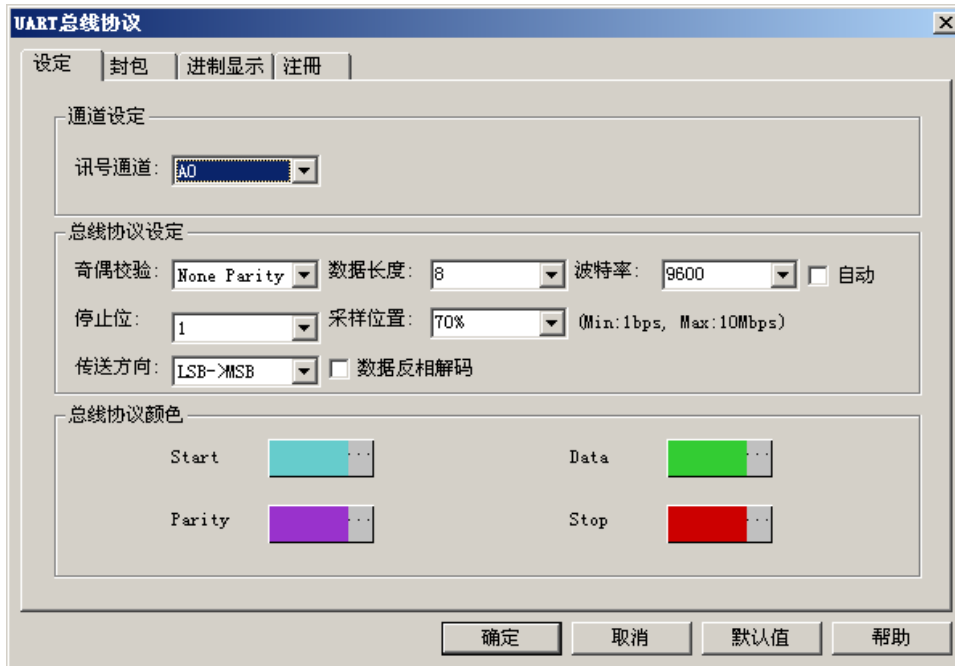 UART总线协议
设定 封包 进制显示 注册
通道设定
讯号通道: A0
总线协议设定
奇偶校验: None Parity 数据长度: 8 波特率: 9600 自动
停止位: 1 采样位置: 70% (Min:1bps, Max:10Mbps)
传送方向: LSB->MSB 数据反相解码
总线协议颜色
Start ... Data ...
Parity ... Stop ...
确定 取消 默认值 帮助